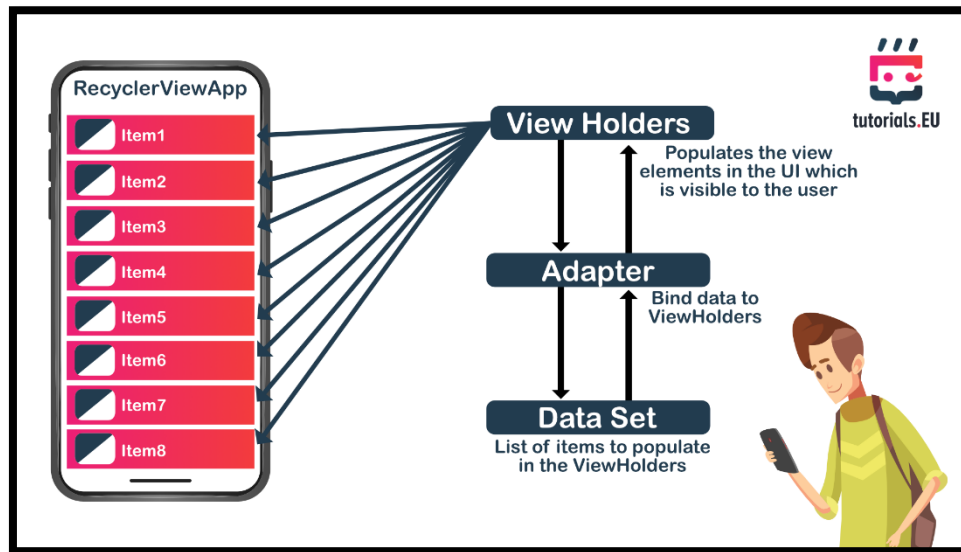 RecyclerViewApp
Item1
Item2
Item3
Item4
Item5
Item6
Item7
Item8
View Holders
Populates the view
elements in the UI which
is visible to the user
Adapter
Bind data to
ViewHolders
Data Set
List of items to populate
in the ViewHolders
tutorials.EU